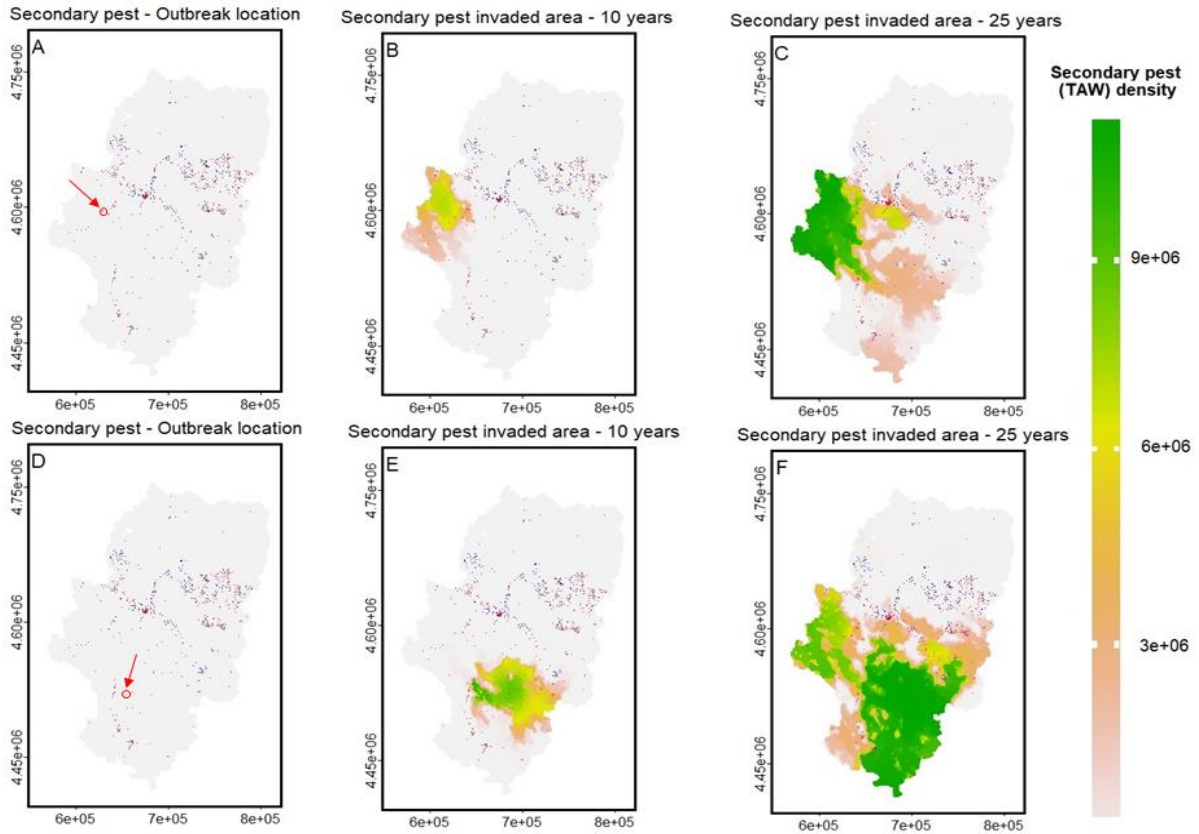 Secondary pest - Outbreak location
Secondary pest invaded area - 10 years
Secondary pest invaded area - 25 years
A
4.75e+06
4.60e+06
4.45e+06
6e+05 7e+05 8e+05
B
4.75e+06
4.60e+06
4.45e+06
6e+05 7e+05 8e+05
C
4.75e+06
4.60e+06
4.45e+06
6e+05 7e+05 8e+05
Secondary pest
(TAW) density
9e+06
6e+06
3e+06
Secondary pest - Outbreak location
Secondary pest invaded area - 10 years
Secondary pest invaded area - 25 years
D
4.75e+06
4.60e+06
4.45e+06
6e+05 7e+05 8e+05
E
4.75e+06
4.60e+06
4.45e+06
6e+05 7e+05 8e+05
F
4.75e+06
4.60e+06
4.45e+06
6e+05 7e+05 8e+05